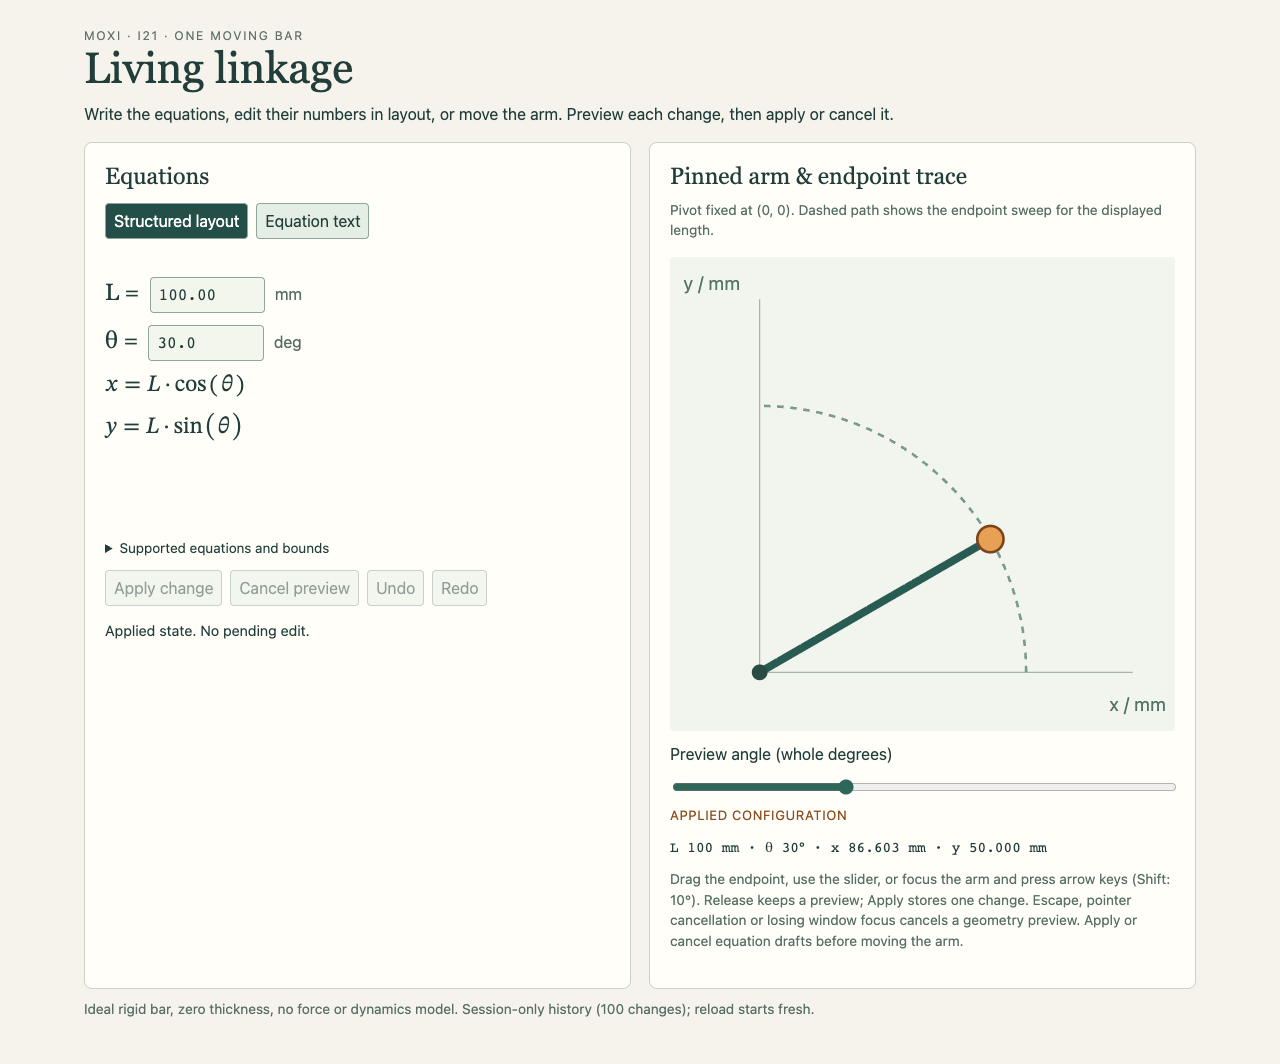 MOXI · I21 · ONE MOVING BAR
Living linkage
Write the equations, edit their numbers in layout, or move the arm. Preview each change, then apply or cancel it.
Equations
Structured layout
Equation text
L = 100.00 mm
θ = 30.0 deg
x = L · cos(θ)
y = L · sin(θ)
Supported equations and bounds
Apply change
Cancel preview
Undo
Redo
Applied state. No pending edit.
Pinned arm & endpoint trace
Pivot fixed at (0, 0). Dashed path shows the endpoint sweep for the displayed
length.
y / mm
x / mm
Preview angle (whole degrees)
APPLIED CONFIGURATION
L 100 mm · θ 30° · x 86.603 mm · y 50.000 mm
Drag the endpoint, use the slider, or focus the arm and press arrow keys (Shift:
10°). Release keeps a preview; Apply stores one change. Escape, pointer
cancellation or losing window focus cancels a geometry preview. Apply or
cancel equation drafts before moving the arm.
Ideal rigid bar, zero thickness, no force or dynamics model. Session-only history (100 changes); reload starts fresh.